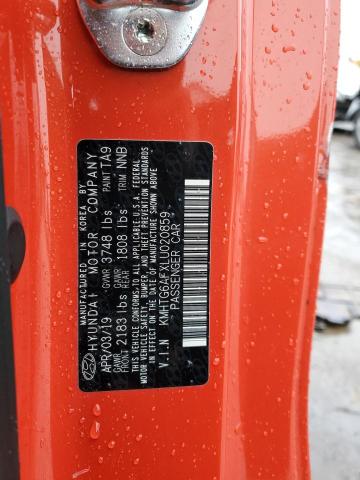 MANUFACTURED IN KOREA BY
HYUNDAI MOTOR COMPANY
APR/03/19 GVWR 3748 lbs PAINT TA9
GAWR FRONT 2183 lbs GAWR REAR 1808 lbs TRIM NNB
THIS VEHICLE CONFORMS TO ALL APPLICABLE U.S.A. FEDERAL
MOTOR VEHICLE SAFETY, BUMPER, AND THEFT PREVENTION STANDARDS
IN EFFECT ON THE DATE OF MANUFACTURE SHOWN ABOVE.
V.I.N KMHTG6AFXLU020859
PASSENGER CAR